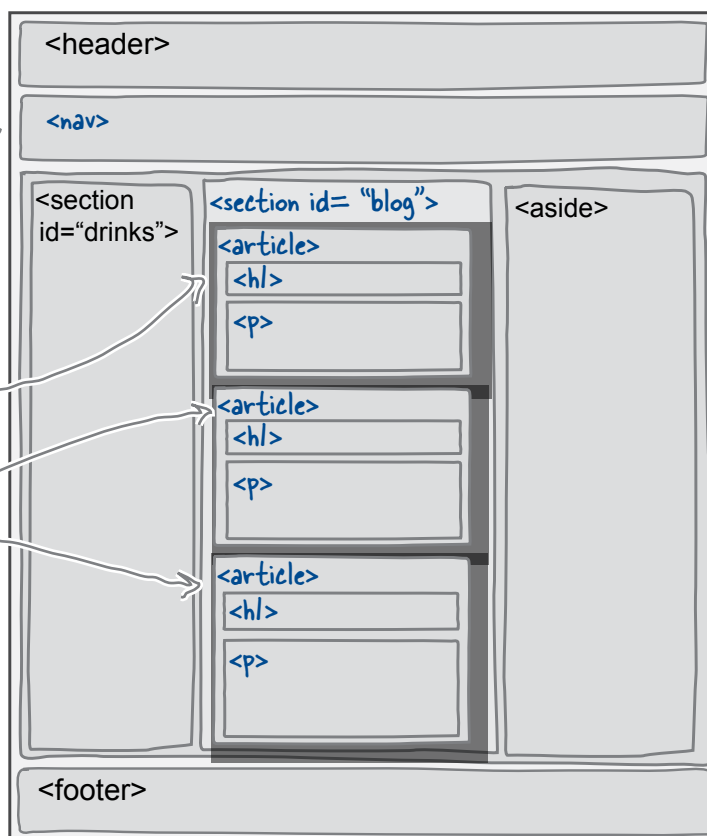 <header>
<nav>
<section
id="drinks">
<section id= "blog">
<article>
<h1>
<p>
<article>
<h1>
<p>
<article>
<h1>
<p>
<aside>
<footer>